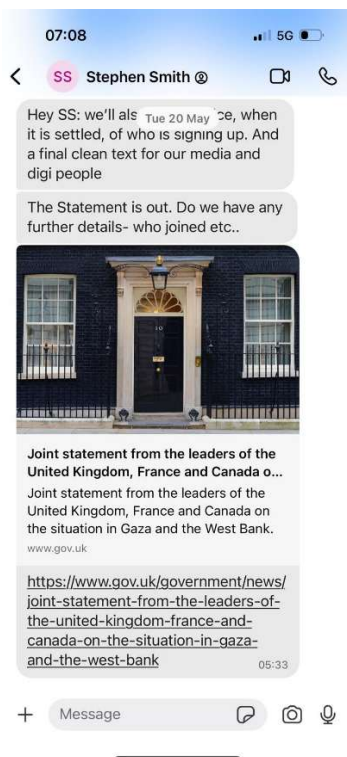 07:08
5G
SS Stephen Smith
Tue 20 May
Hey SS: we'll als ce, when
it is settled, of who is signing up. And
a final clean text for our media and
digi people
The Statement is out. Do we have any
further details- who joined etc..
10
Joint statement from the leaders of the
United Kingdom, France and Canada o...
Joint statement from the leaders of the
United Kingdom, France and Canada on
the situation in Gaza and the West Bank.
www.gov.uk
https://www.gov.uk/government/news/
joint-statement-from-the-leaders-of-
the-united-kingdom-france-and-
canada-on-the-situation-in-gaza-
and-the-west-bank
05:33
Message